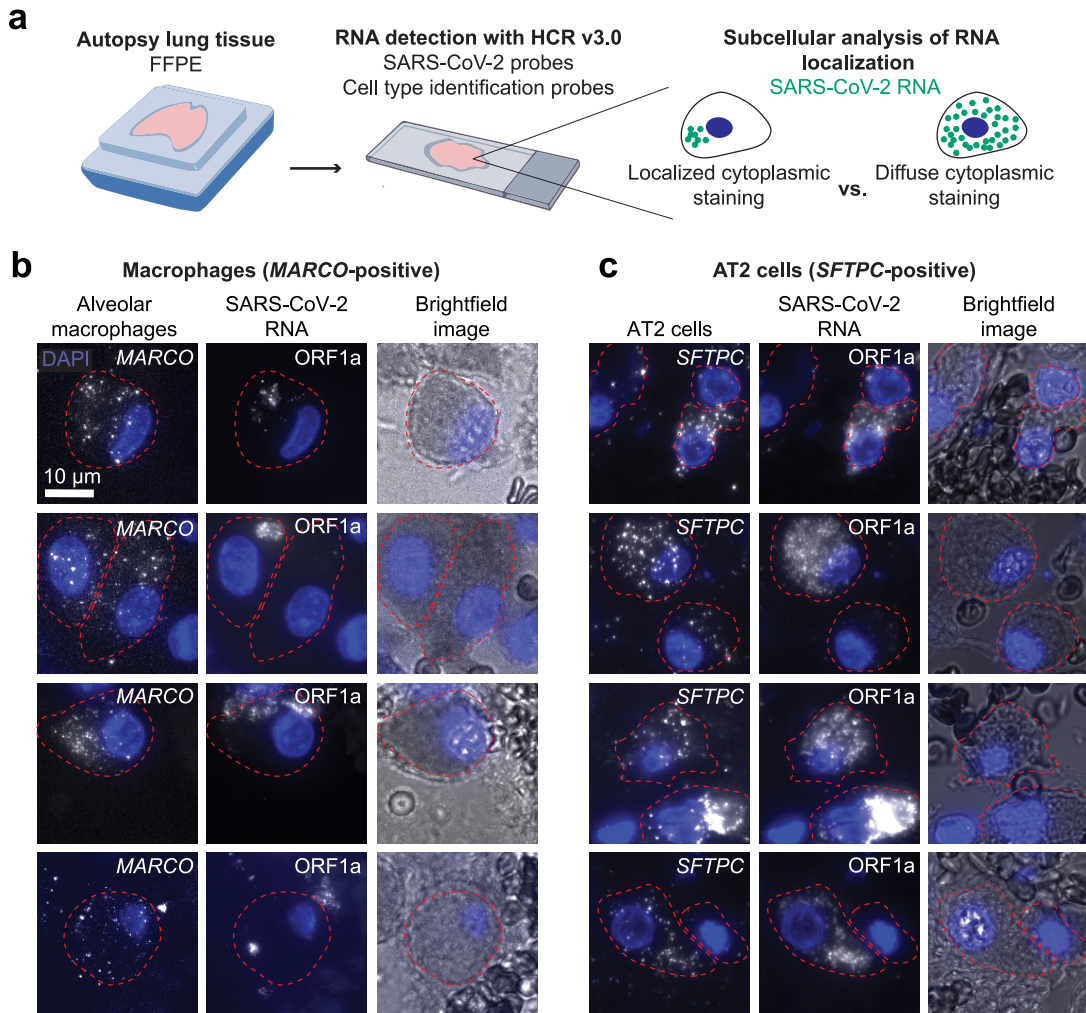 a
Autopsy lung tissue
FFPE
RNA detection with HCR v3.0
SARS-CoV-2 probes
Cell type identification probes
Subcellular analysis of RNA
localization
SARS-CoV-2 RNA
Localized cytoplasmic
staining
vs.
Diffuse cytoplasmic
staining
b
Macrophages (MARCO-positive)
Alveolar
macrophages
SARS-CoV-2
RNA
Brightfield
image
DAPI
MARCO
ORF1a
10 µm
MARCO
ORF1a
MARCO
ORF1a
MARCO
ORF1a
c
AT2 cells (SFTPC-positive)
AT2 cells
SARS-CoV-2
RNA
Brightfield
image
SFTPC
ORF1a
SFTPC
ORF1a
SFTPC
ORF1a
SFTPC
ORF1a